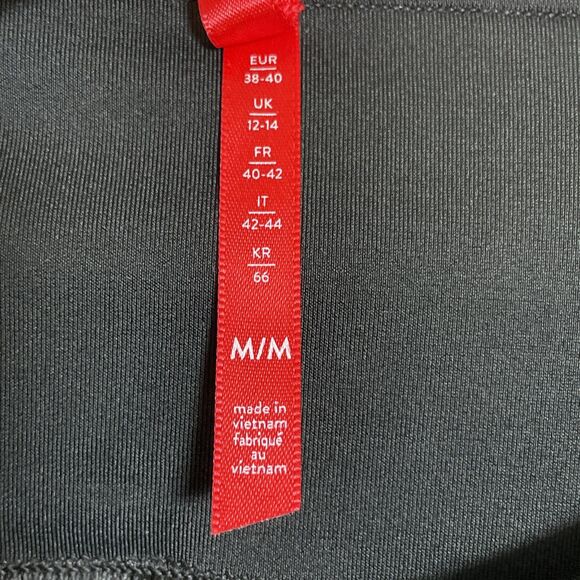 EUR
38-40
UK
12-14
FR
40-42
IT
42-44
KR
66
M/M
made in
vietnam
fabriqué
au
vietnam